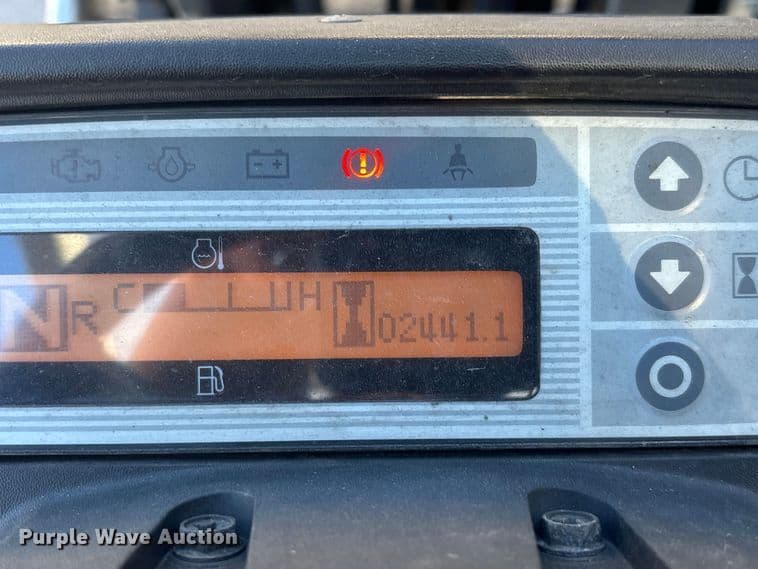 C H
N R 02441.1
Purple Wave Auction